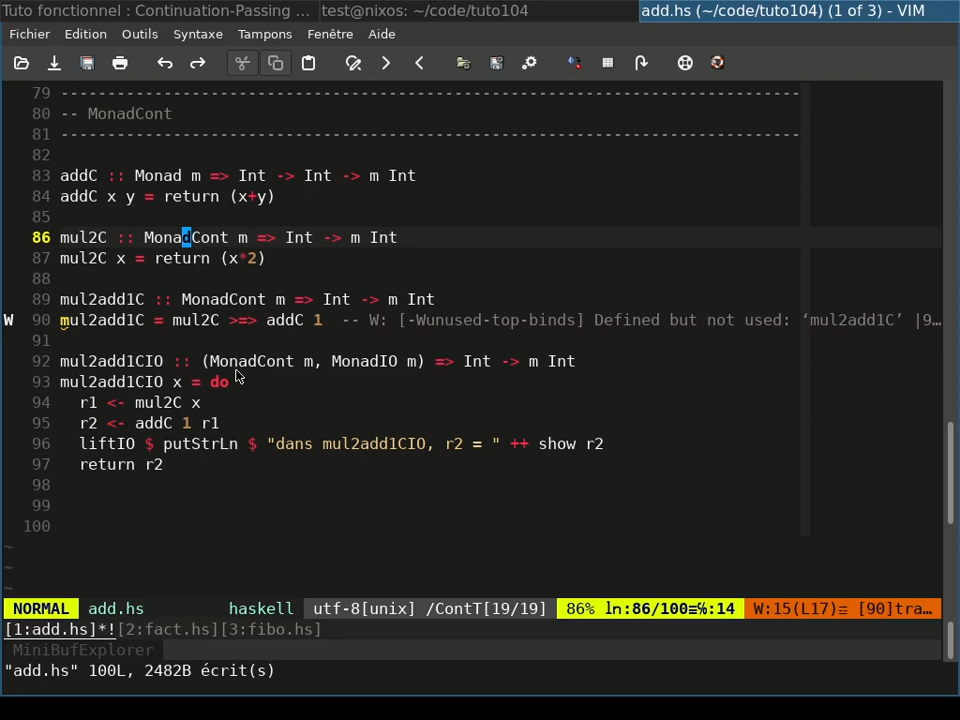 Tuto fonctionnel : Continuation-Passing ... test@nixos: ~/code/tuto104 add.hs (~/code/tuto104) (1 of 3) - VIM
Fichier Edition Outils Syntaxe Tampons Fenêtre Aide
79 -------------------------------------------------------------------------------
80 -- MonadCont
81 -------------------------------------------------------------------------------
82
83 addC :: Monad m => Int -> Int -> m Int
84 addC x y = return (x+y)
85
86 mul2C :: MonadCont m => Int -> m Int
87 mul2C x = return (x*2)
88
89 mul2add1C :: MonadCont m => Int -> m Int
W 90 mul2add1C = mul2C >=> addC 1  -- W: [-Wunused-top-binds] Defined but not used: ‘mul2add1C’ |9…
91
92 mul2add1CIO :: (MonadCont m, MonadIO m) => Int -> m Int
93 mul2add1CIO x = do
94   r1 <- mul2C x
95   r2 <- addC 1 r1
96   liftIO $ putStrLn $ "dans mul2add1CIO, r2 = " ++ show r2
97   return r2
98
99
100
~
~
~
NORMAL add.hs haskell utf-8[unix] /ContT[19/19] 86% ln:86/100≡℅:14 W:15(L17)≡ [90]tra…
[1:add.hs]*![2:fact.hs][3:fibo.hs]
MiniBufExplorer
"add.hs" 100L, 2482B écrit(s)